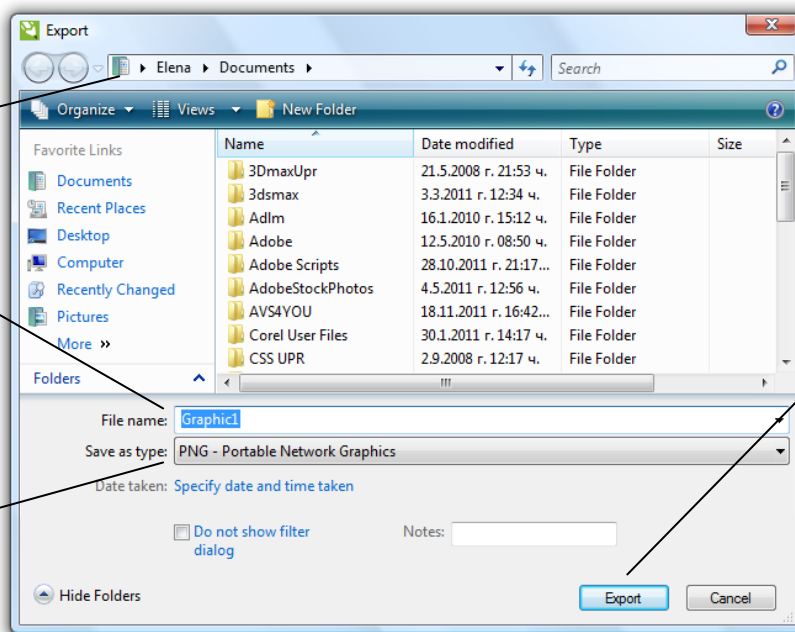 Export
Elena Documents
Search
Organize Views New Folder
Favorite Links
Documents
Recent Places
Desktop
Computer
Recently Changed
Pictures
More »
Folders
Name Date modified Type Size
3DmaxUpr 21.5.2008 г. 21:53 ч. File Folder
3dsmax 3.3.2011 г. 12:34 ч. File Folder
Adlm 16.1.2010 г. 15:12 ч. File Folder
Adobe 12.5.2010 г. 08:50 ч. File Folder
Adobe Scripts 28.10.2011 г. 21:17... File Folder
AdobeStockPhotos 4.5.2011 г. 12:56 ч. File Folder
AVS4YOU 18.11.2011 г. 16:42... File Folder
Corel User Files 30.1.2011 г. 14:17 ч. File Folder
CSS UPR 2.9.2008 г. 12:17 ч. File Folder
File name: Graphic1
Save as type: PNG - Portable Network Graphics
Date taken: Specify date and time taken
Do not show filter
dialog
Notes:
Hide Folders
Export Cancel